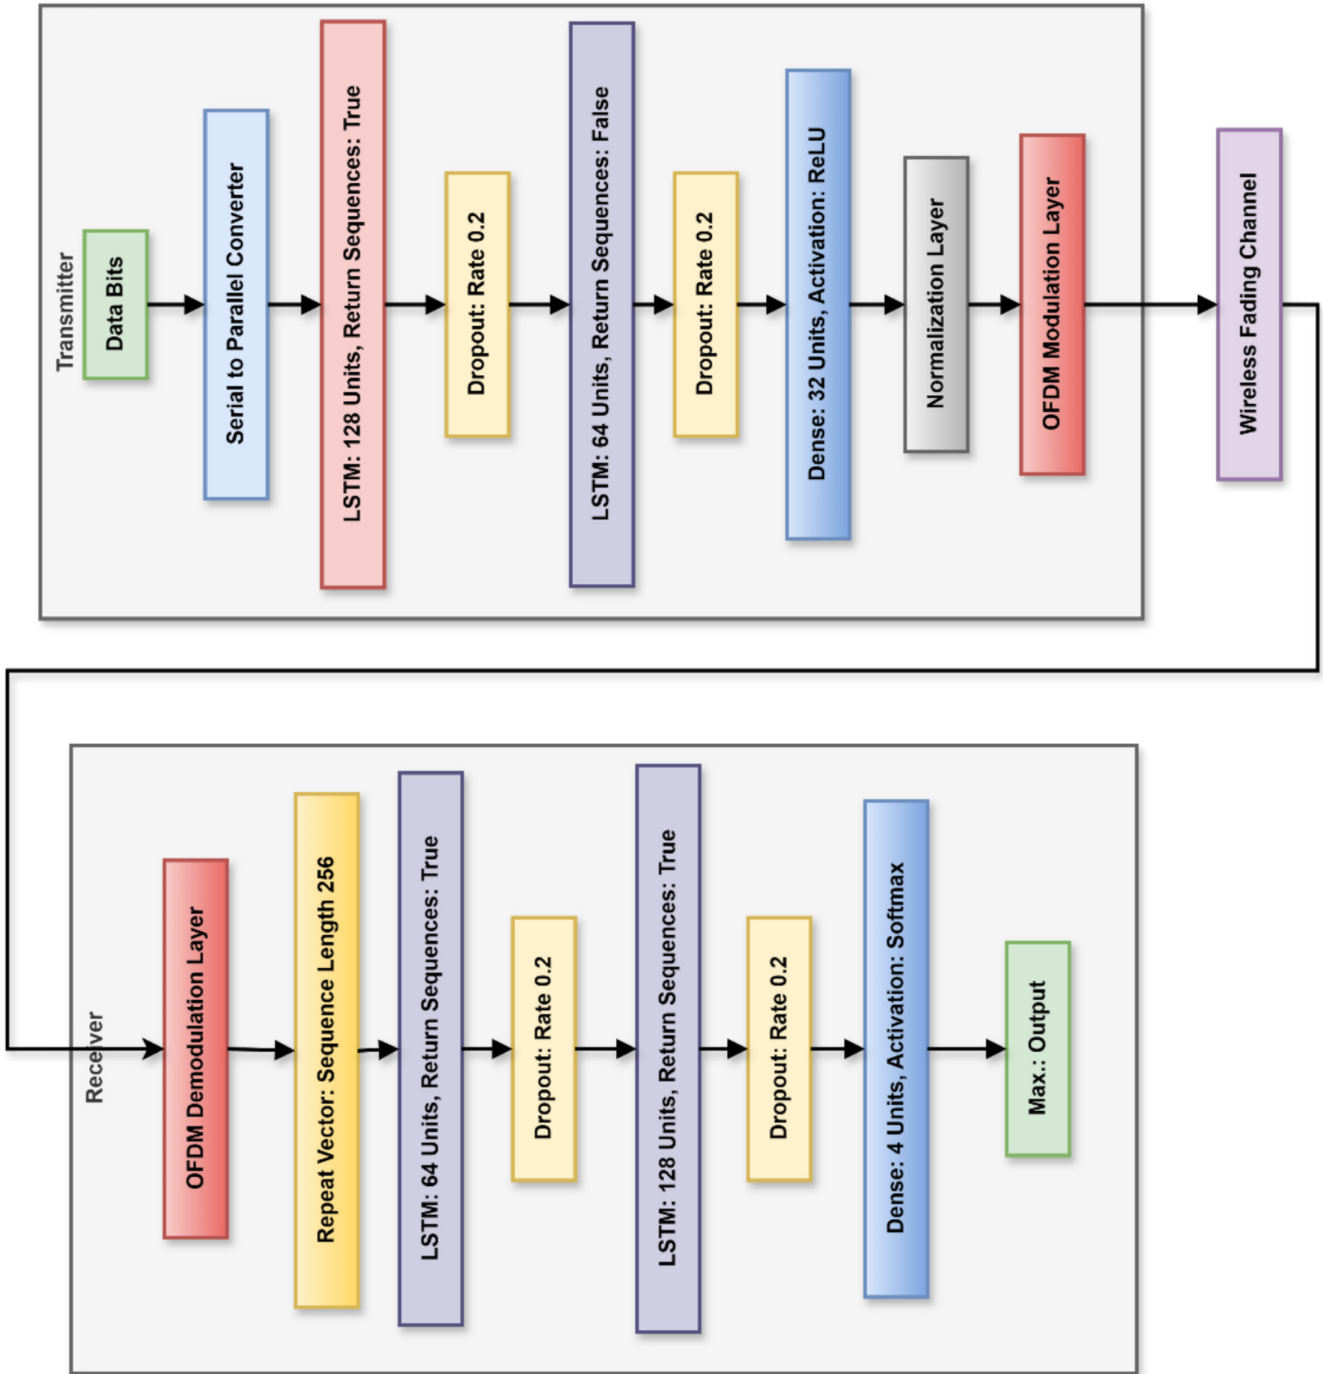 Transmitter
Data Bits
Serial to Parallel Converter
LSTM: 128 Units, Return Sequences: True
Dropout: Rate 0.2
LSTM: 64 Units, Return Sequences: False
Dropout: Rate 0.2
Dense: 32 Units, Activation: ReLU
Normalization Layer
OFDM Modulation Layer
Wireless Fading Channel
Receiver
OFDM Demodulation Layer
Repeat Vector: Sequence Length 256
LSTM: 64 Units, Return Sequences: True
Dropout: Rate 0.2
LSTM: 128 Units, Return Sequences: True
Dropout: Rate 0.2
Dense: 4 Units, Activation: Softmax
Max.: Output